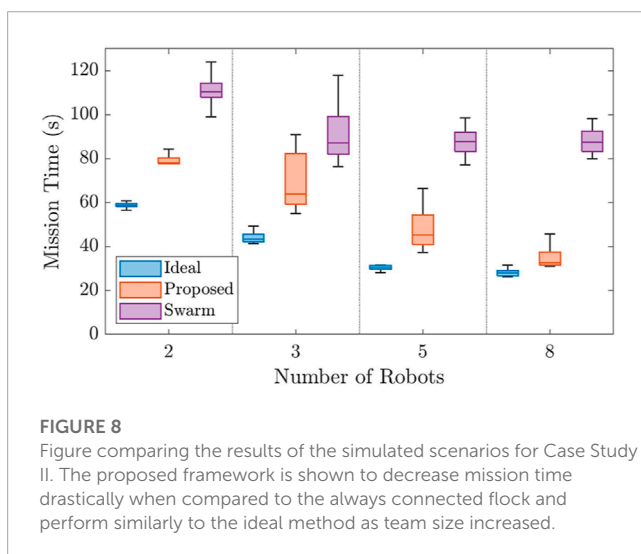 120
100
80
60
40
20
0
Mission Time (s)
Ideal
Proposed
Swarm
2 3 5 8
Number of Robots
FIGURE 8
Figure comparing the results of the simulated scenarios for Case Study
II. The proposed framework is shown to decrease mission time
drastically when compared to the always connected flock and
perform similarly to the ideal method as team size increased.